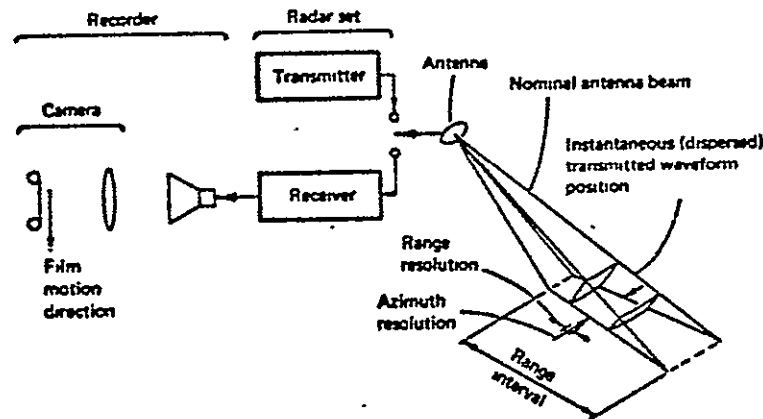 Recorder
Radar set
Transmitter
Antenna
Nominal antenna beam
Camera
Instantaneous (dispersed)
transmitted waveform
position
Receiver
Film
motion
direction
Range
resolution
Azimuth
resolution
Range
interval